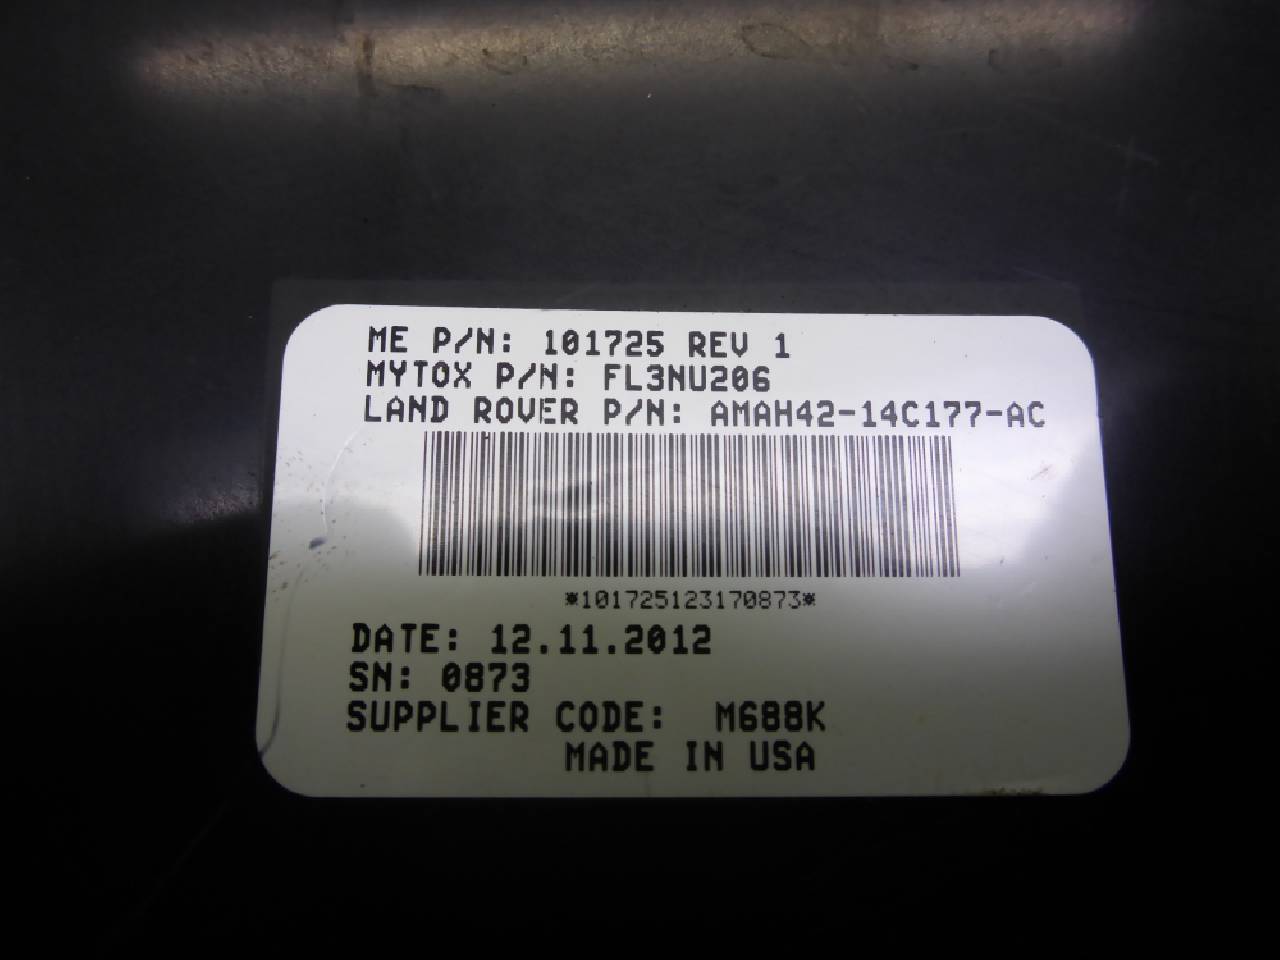 ME P/N: 101725 REV 1
MYTOX P/N: FL3NU206
LAND ROVER P/N: AMAH42-14C177-AC
*101725123170873*
DATE: 12.11.2012
SN: 0873
SUPPLIER CODE: M688K
MADE IN USA